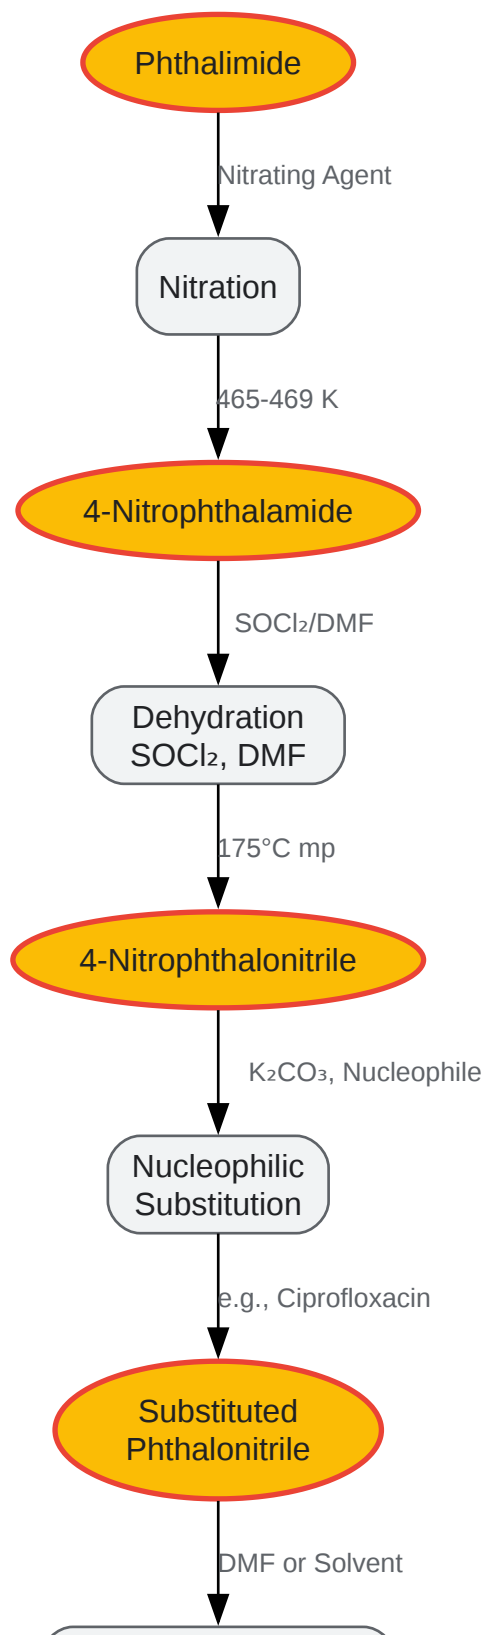 Phthalimide
Nitrating Agent
Nitration
465-469 K
4-Nitrophthalamide
SOCl₂/DMF
Dehydration
SOCl₂, DMF
175°C mp
4-Nitrophthalonitrile
K₂CO₃, Nucleophile
Nucleophilic
Substitution
e.g., Ciprofloxacin
Substituted
Phthalonitrile
DMF or Solvent